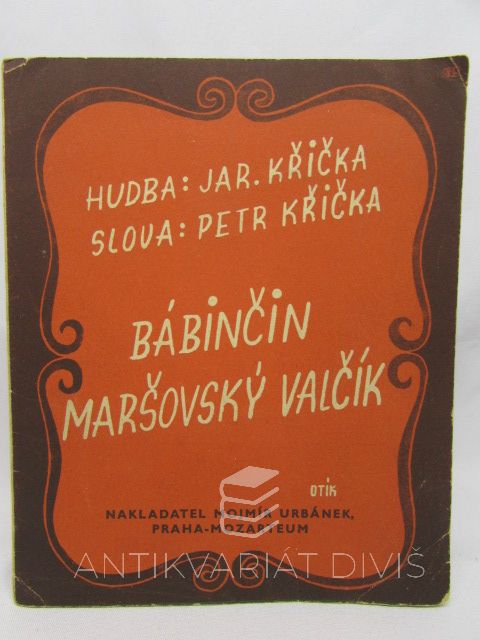 HUDBA: JAR. KŘIČKA
SLOVA: PETR KŘIČKA
BÁBINČIN
MARŠOVSKÝ VALČÍK
OTÍK
NAKLADATEL MOJMÍR URBÁNEK,
PRAHA-MOZARTEUM
ANTIKVARIÁT DIVIŠ